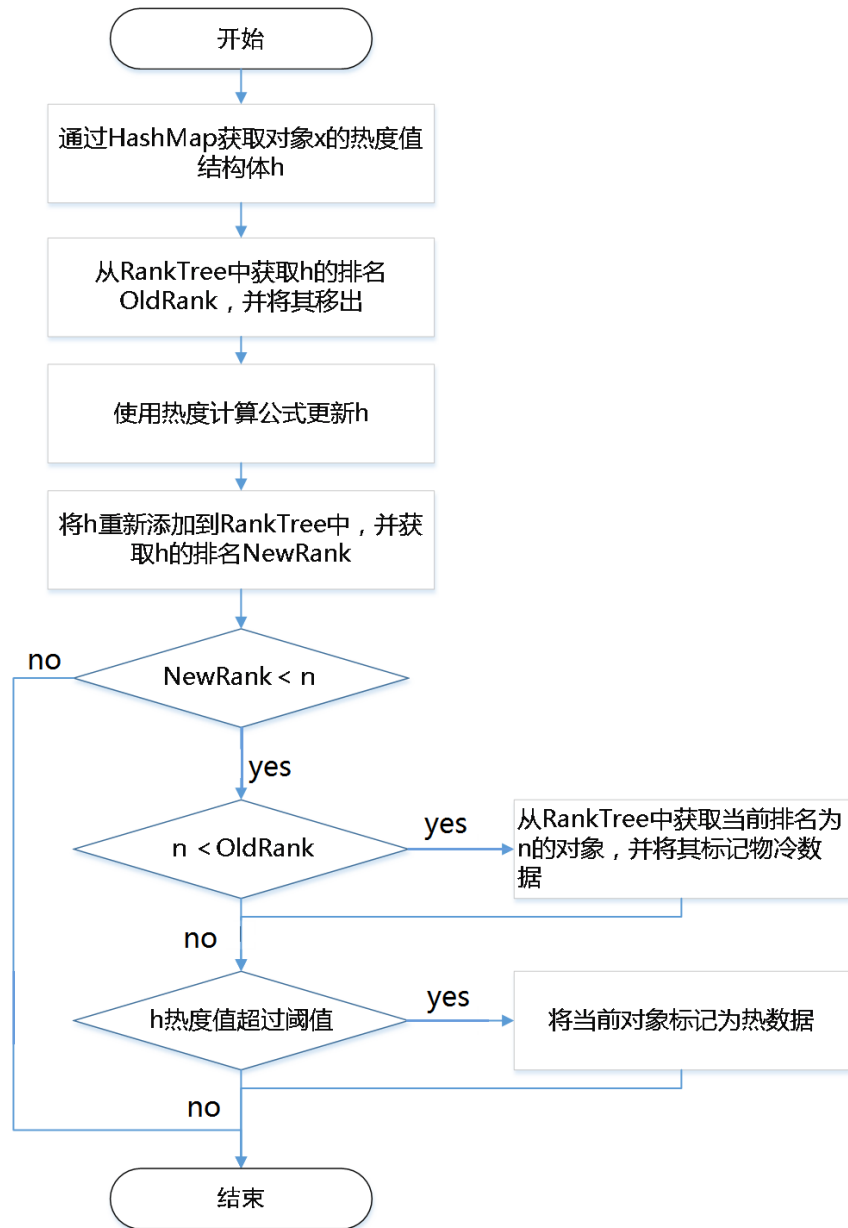 开始
通过HashMap获取对象x的热度值
结构体h
从RankTree中获取h的排名
OldRank，并将其移出
使用热度计算公式更新h
将h重新添加到RankTree中，并获
取h的排名NewRank
no
NewRank < n
yes
n < OldRank
yes
从RankTree中获取当前排名为
n的对象，并将其标记物冷数
据
no
h热度值超过阈值
yes
将当前对象标记为热数据
no
结束